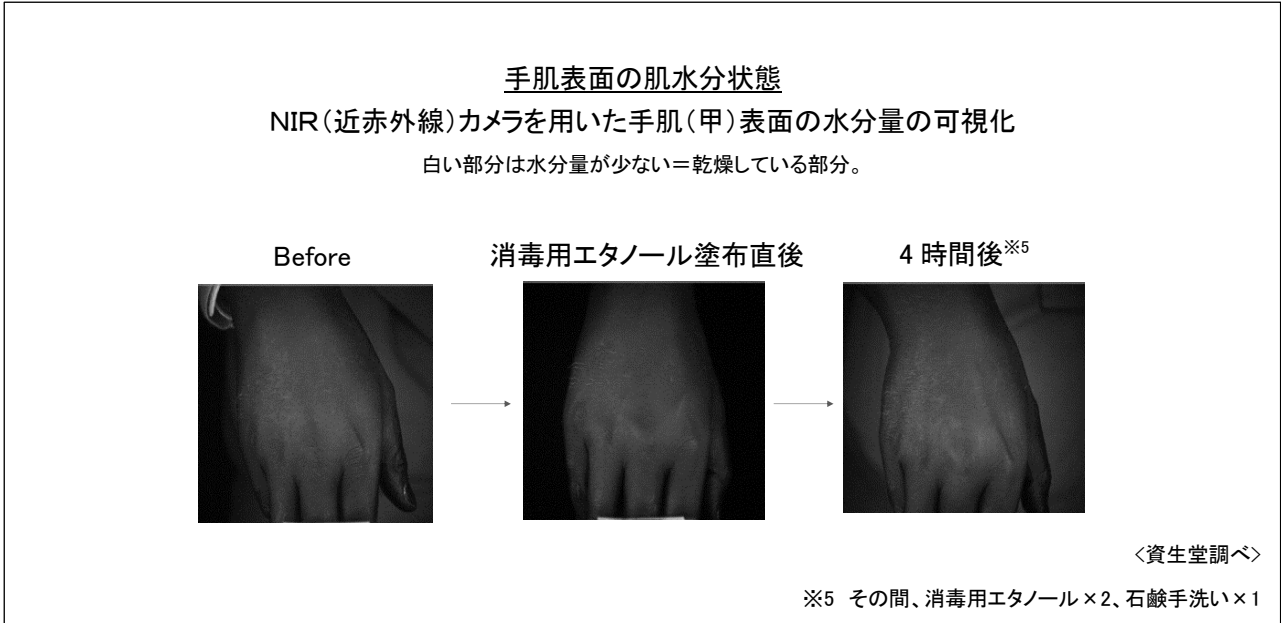 手肌表面の肌水分状態
NIR(近赤外線)カメラを用いた手肌(甲)表面の水分量の可視化
白い部分は水分量が少ない=乾燥している部分。
Before
消毒用エタノール塗布直後
4 時間後※5
<資生堂調べ>
※5 その間、消毒用エタノール×2、石鹸手洗い×1